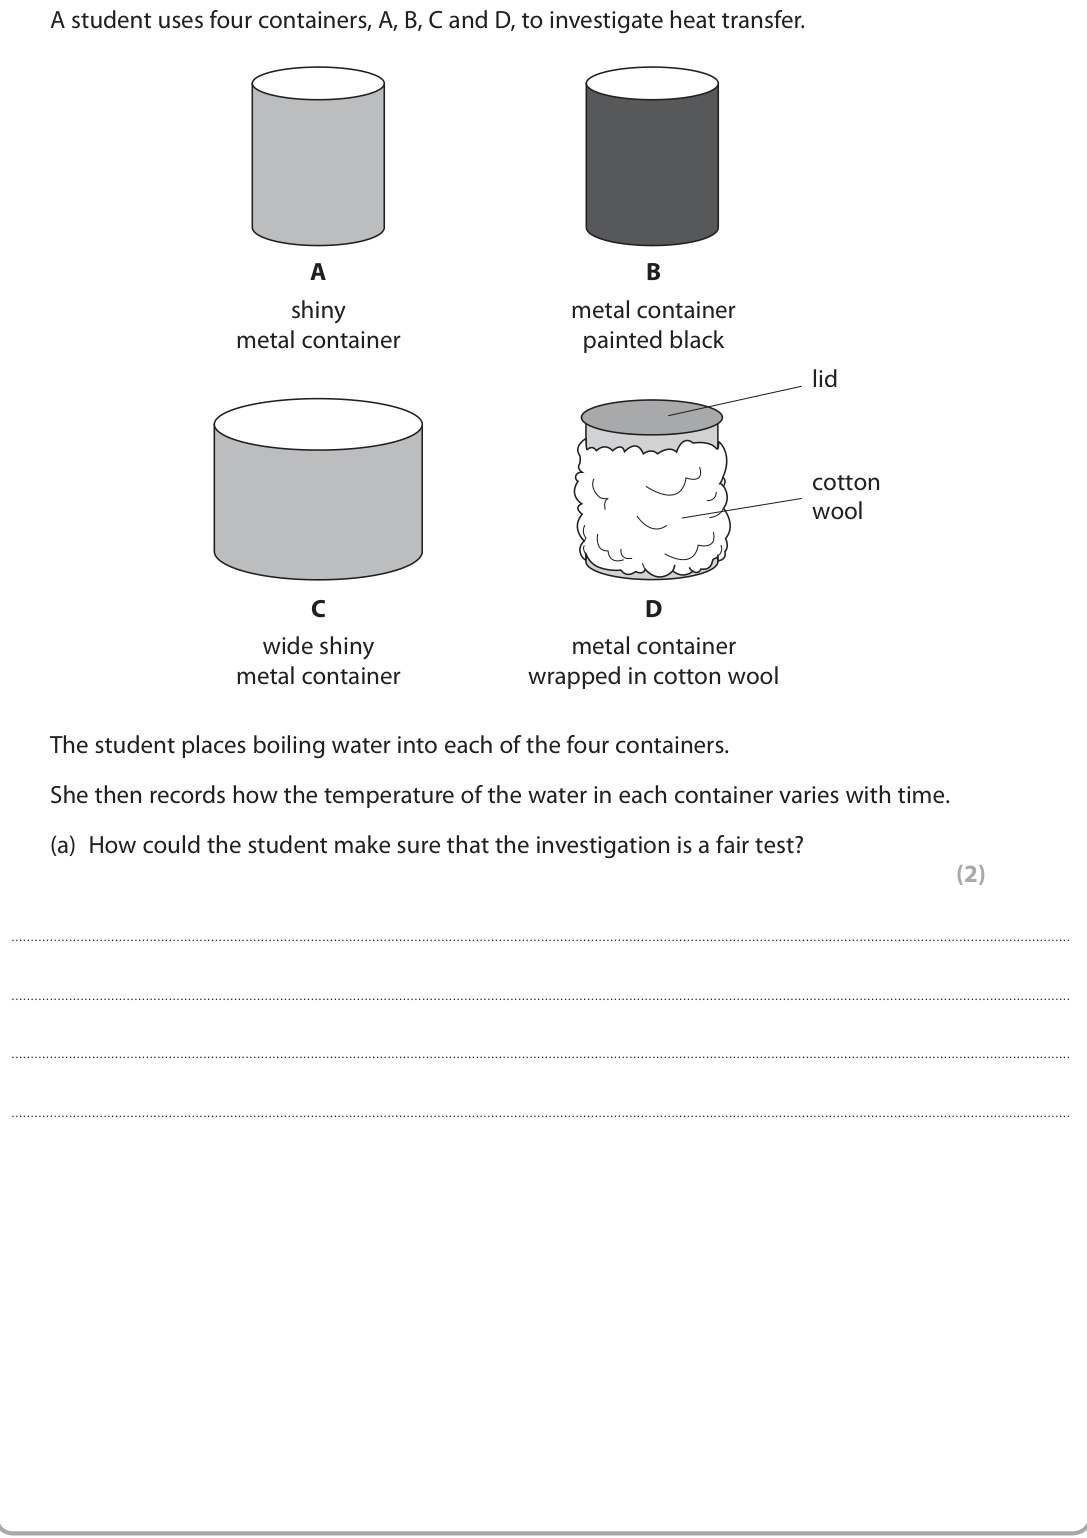 A student uses four containers, A, B, C and D, to investigate heat transfer.
A
shiny
metal container
B
metal container
painted black
lid
cotton
wool
C
wide shiny
metal container
D
metal container
wrapped in cotton wool
The student places boiling water into each of the four containers.
She then records how the temperature of the water in each container varies with time.
(a) How could the student make sure that the investigation is a fair test?
(2)